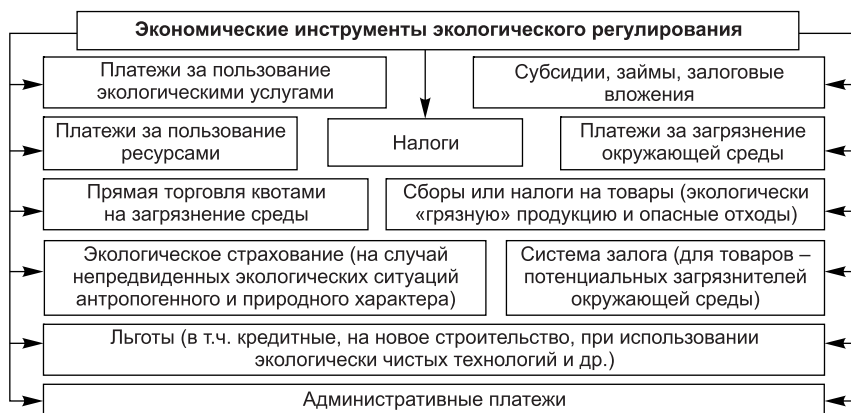 Экономические инструменты экологического регулирования
Платежи за пользование
экологическими услугами
Субсидии, займы, залоговые
вложения
Платежи за пользование
ресурсами
Налоги
Платежи за загрязнение
окружающей среды
Прямая торговля квотами
на загрязнение среды
Сборы или налоги на товары (экологически
«грязную» продукцию и опасные отходы)
Экологическое страхование (на случай
непредвиденных экологических ситуаций
антропогенного и природного характера)
Система залога (для товаров –
потенциальных загрязнителей
окружающей среды)
Льготы (в т.ч. кредитные, на новое строительство, при использовании
экологически чистых технологий и др.)
Административные платежи